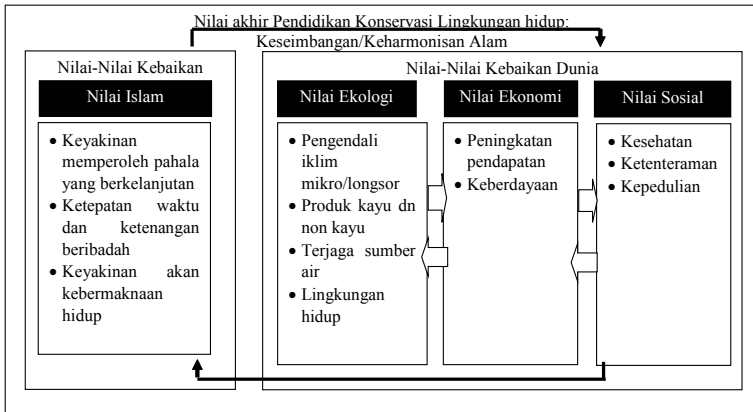 Nilai akhir Pendidikan Konservasi Lingkungan hidup:
Keseimbangan/Keharmonisan Alam
Nilai-Nilai Kebaikan
Nilai Islam
• Keyakinan
memperoleh pahala
yang berkelanjutan
• Ketepatan waktu
dan ketenangan
beribadah
• Keyakinan akan
kebermaknaan
hidup
Nilai-Nilai Kebaikan Dunia
Nilai Ekologi
• Pengendali
iklim
mikro/longsor
• Produk kayu dn
non kayu
• Terjaga sumber
air
• Lingkungan
hidup
Nilai Ekonomi
• Peningkatan
pendapatan
• Keberdayaan
Nilai Sosial
• Kesehatan
• Ketenteraman
• Kepedulian